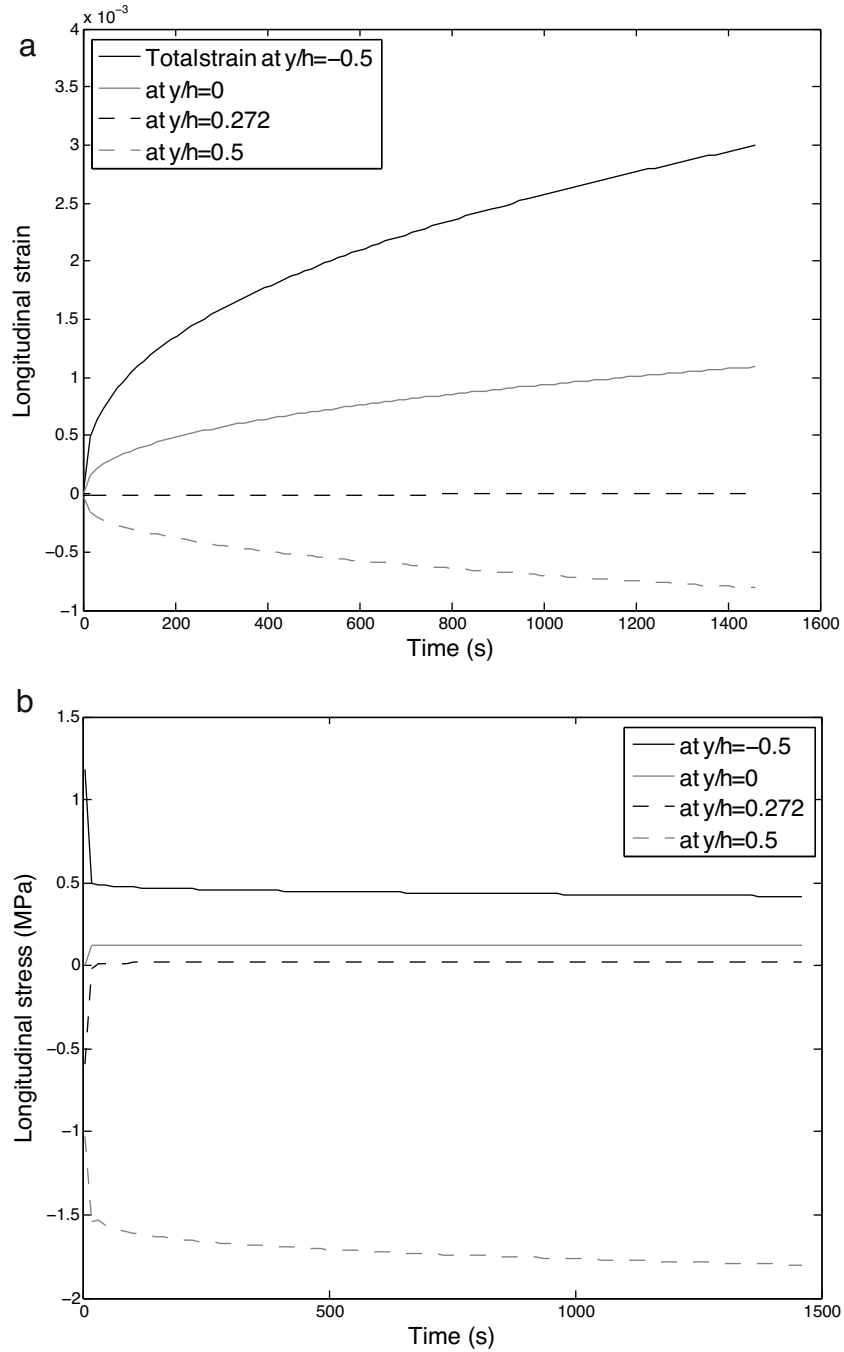 a
x 10⁻³
4
3.5
3
2.5
2
1.5
1
0.5
0
−0.5
−1
Longitudinal strain
Totalstrain at y/h=−0.5
at y/h=0
at y/h=0.272
at y/h=0.5
0 200 400 600 800 1000 1200 1400 1600
Time (s)
b
1.5
1
0.5
0
−0.5
−1
−1.5
−2
Longitudinal stress (MPa)
at y/h=−0.5
at y/h=0
at y/h=0.272
at y/h=0.5
0 500 1000 1500
Time (s)